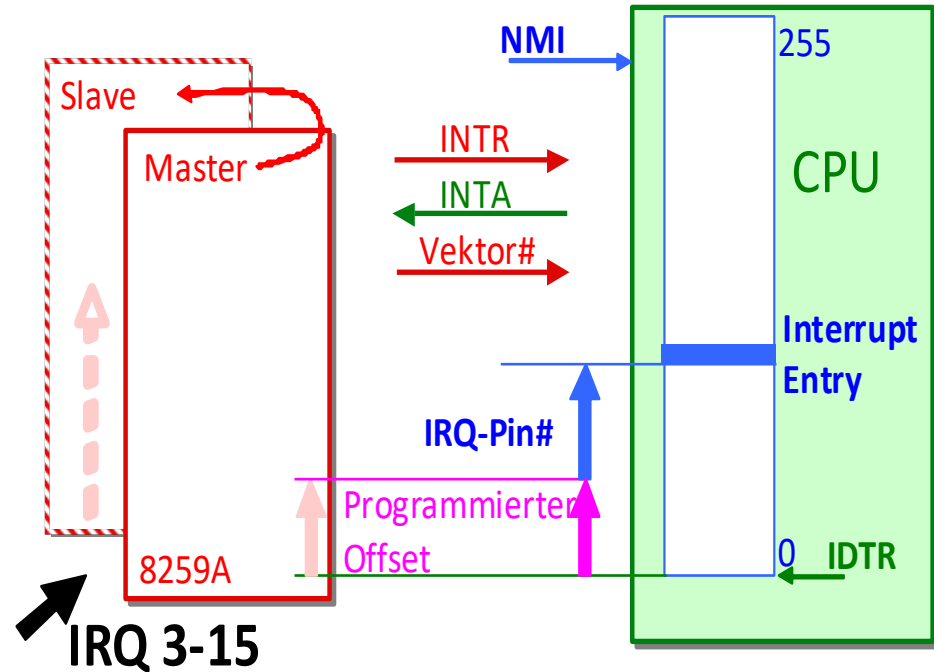 NMI
255
Slave
INTR
Master
CPU
INTA
Vektor#
Interrupt
Entry
IRQ-Pin#
Programmierter
Offset
0
8259A
IDTR
IRQ 3-15